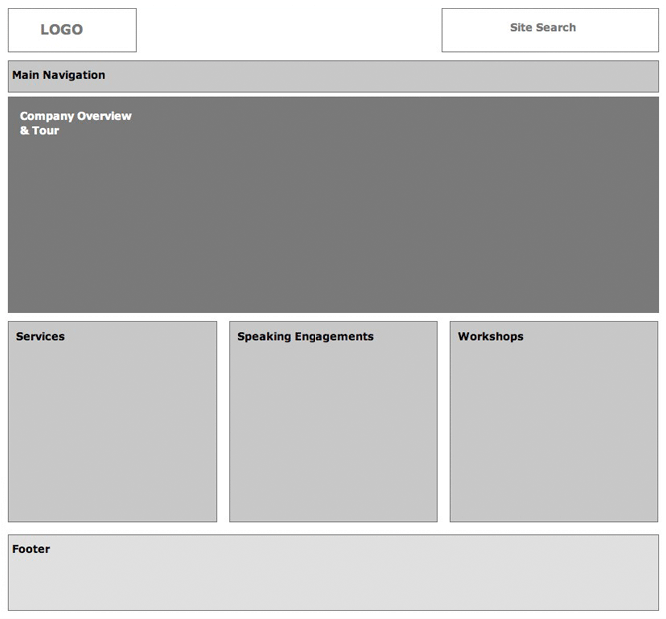 LOGO
Site Search
Main Navigation
Company Overview
& Tour
Services
Speaking Engagements
Workshops
Footer